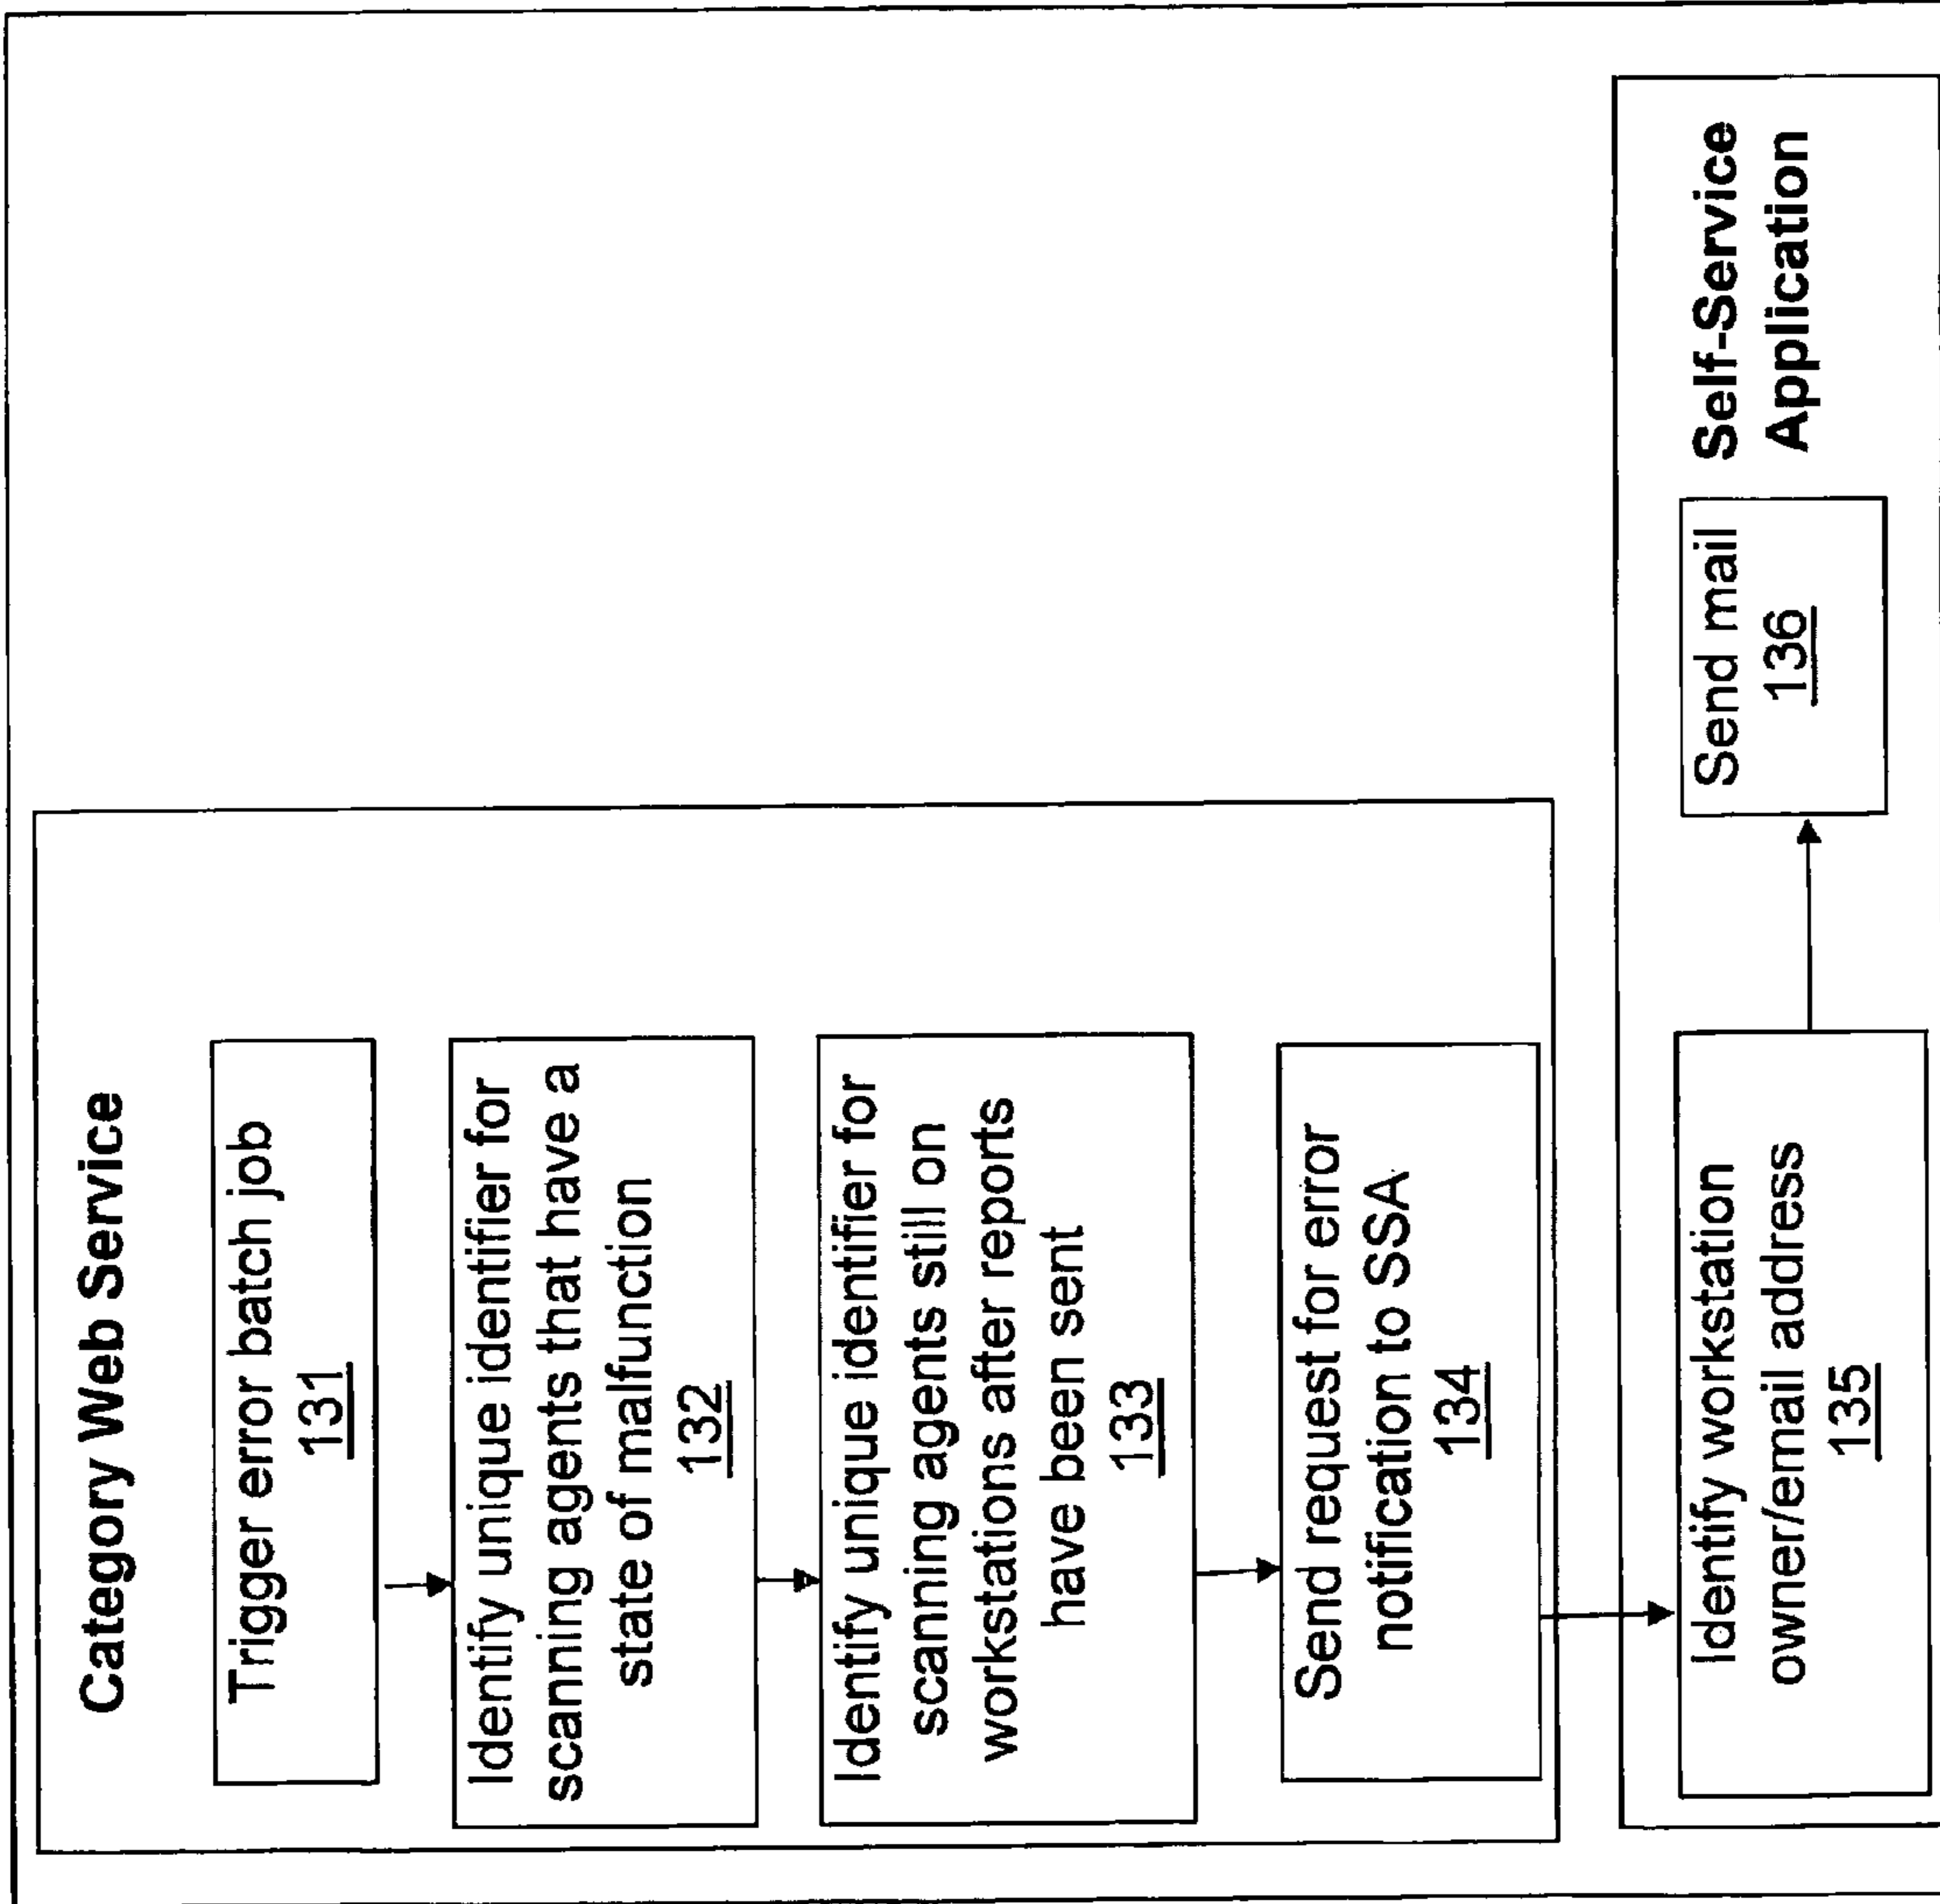 Category Web Service
Trigger error batch job
131
Identify unique identifier for
scanning agents that have a
state of malfunction
132
Identify unique identifier for
scanning agents still on
workstations after reports
have been sent
133
Send request for error
notification to SSA
134
Identify workstation
owner/email address
135
Send mail
136
Self-Service
Application